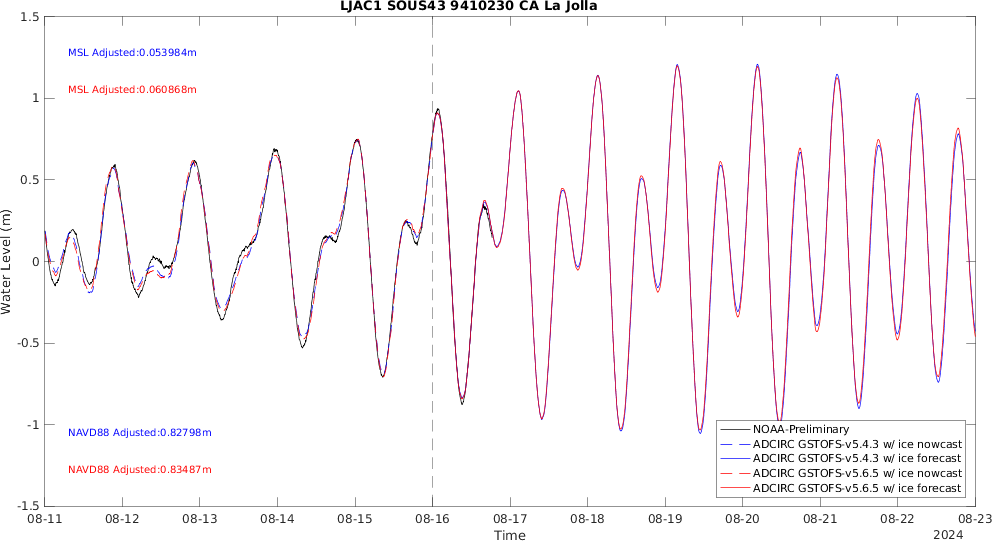 LJAC1 SOUS43 9410230 CA La Jolla
1.5
1
0.5
0
-0.5
-1
-1.5
Water Level (m)
MSL Adjusted:0.053984m
MSL Adjusted:0.060868m
NAVD88 Adjusted:0.82798m
NAVD88 Adjusted:0.83487m
NOAA-Preliminary
ADCIRC GSTOFS-v5.4.3 w/ ice nowcast
ADCIRC GSTOFS-v5.4.3 w/ ice forecast
ADCIRC GSTOFS-v5.6.5 w/ ice nowcast
ADCIRC GSTOFS-v5.6.5 w/ ice forecast
08-11 08-12 08-13 08-14 08-15 08-16 08-17 08-18 08-19 08-20 08-21 08-22 08-23
Time
2024